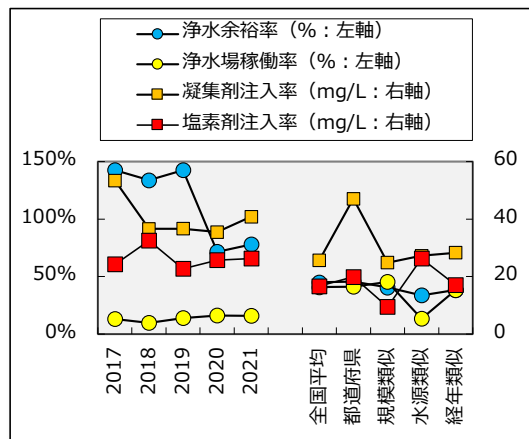 浄水余裕率（%：左軸）
浄水場稼働率（%：左軸）
凝集剤注入率（mg/L：右軸）
塩素剤注入率（mg/L：右軸）
150%
100%
50%
0%
60
40
20
0
2017
2018
2019
2020
2021
全国平均
都道府県
規模類似
水源類似
経年類似